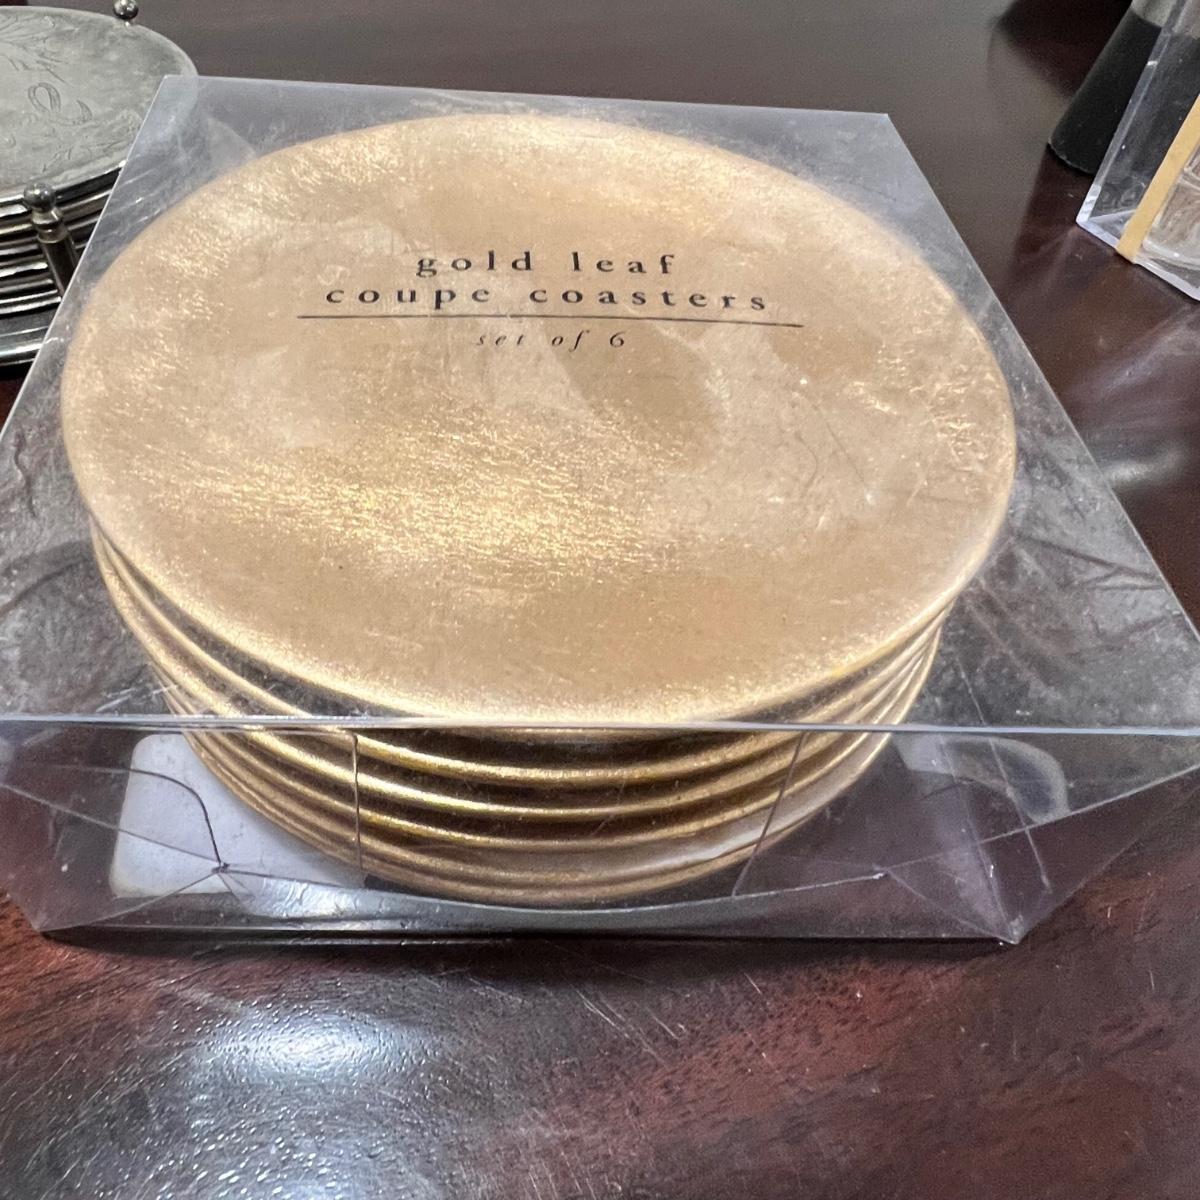 gold leaf
coupe coasters
set of 6